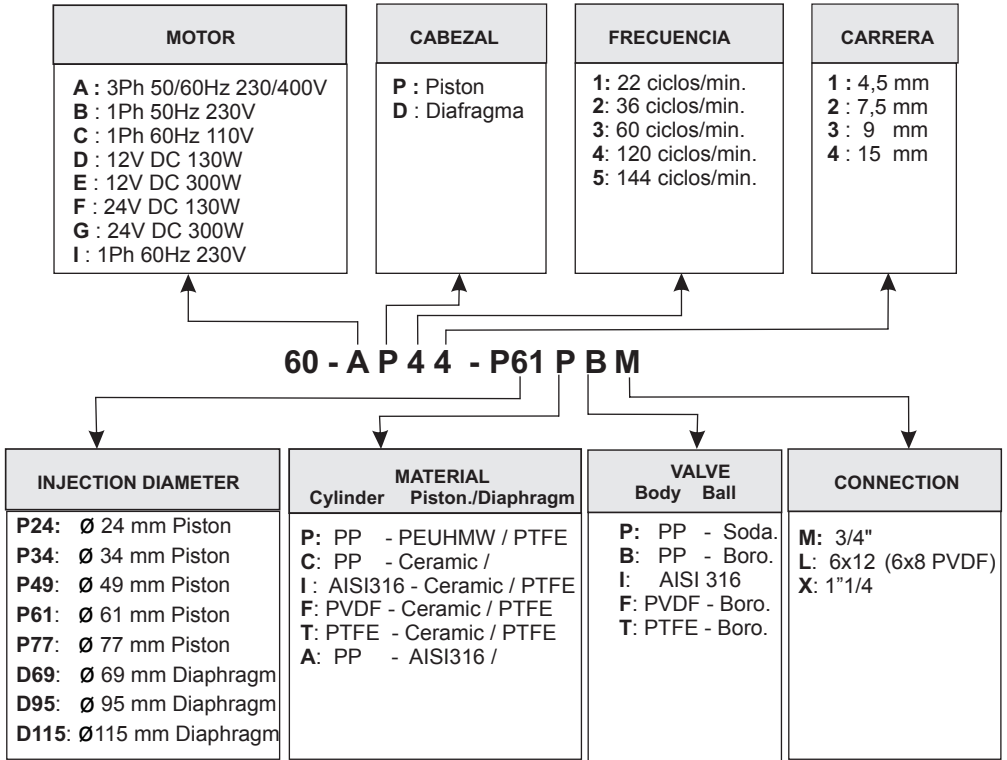 MOTOR
A : 3Ph 50/60Hz 230/400V
B : 1Ph 50Hz 230V
C : 1Ph 60Hz 110V
D : 12V DC 130W
E : 12V DC 300W
F : 24V DC 130W
G : 24V DC 300W
I : 1Ph 60Hz 230V
CABEZAL
P : Piston
D : Diafragma
FRECUENCIA
1: 22 ciclos/min.
2: 36 ciclos/min.
3: 60 ciclos/min.
4: 120 ciclos/min.
5: 144 ciclos/min.
CARRERA
1 : 4,5 mm
2 : 7,5 mm
3 : 9 mm
4 : 15 mm
60 - A P 4 4 - P61 P B M
INJECTION DIAMETER
P24: Ø 24 mm Piston
P34: Ø 34 mm Piston
P49: Ø 49 mm Piston
P61: Ø 61 mm Piston
P77: Ø 77 mm Piston
D69: Ø 69 mm Diaphragm
D95: Ø 95 mm Diaphragm
D115: Ø115 mm Diaphragm
MATERIAL
Cylinder Piston./Diaphragm
P: PP - PEUHMW / PTFE
C: PP - Ceramic /
I : AISI316 - Ceramic / PTFE
F: PVDF - Ceramic / PTFE
T: PTFE - Ceramic / PTFE
A: PP - AISI316 /
VALVE
Body Ball
P: PP - Soda.
B: PP - Boro.
I: AISI 316
F: PVDF - Boro.
T: PTFE - Boro.
CONNECTION
M: 3/4"
L: 6x12 (6x8 PVDF)
X: 1"1/4